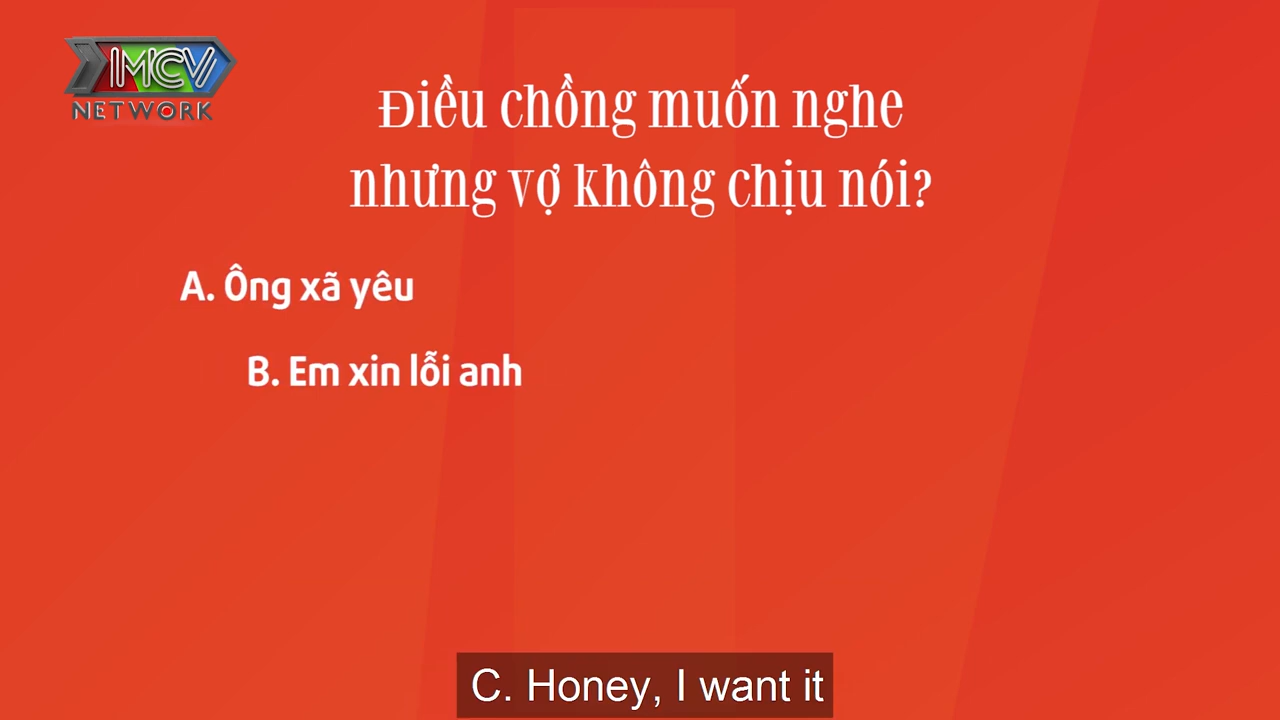 MCV
NETWORK
Điều chồng muốn nghe
nhưng vợ không chịu nói?
A. Ông xã yêu
B. Em xin lỗi anh
C. Honey, I want it